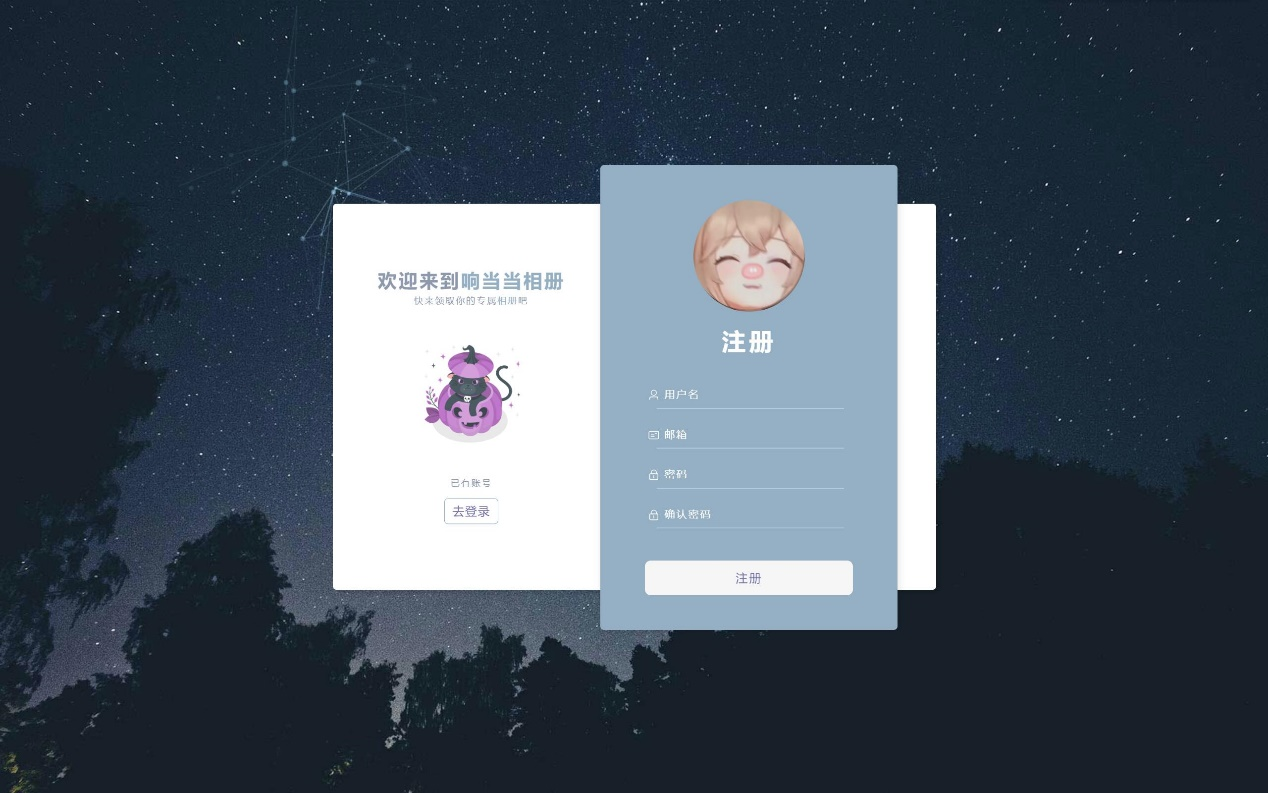 欢迎来到响当当相册
快来领取你的专属相册吧
已有账号
去登录
注册
用户名
邮箱
密码
确认密码
注册